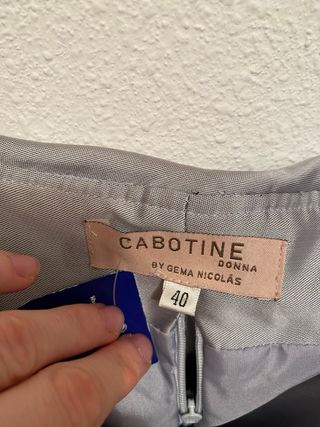 CABOTINE
DONNA
BY GEMA NICOLÁS
40